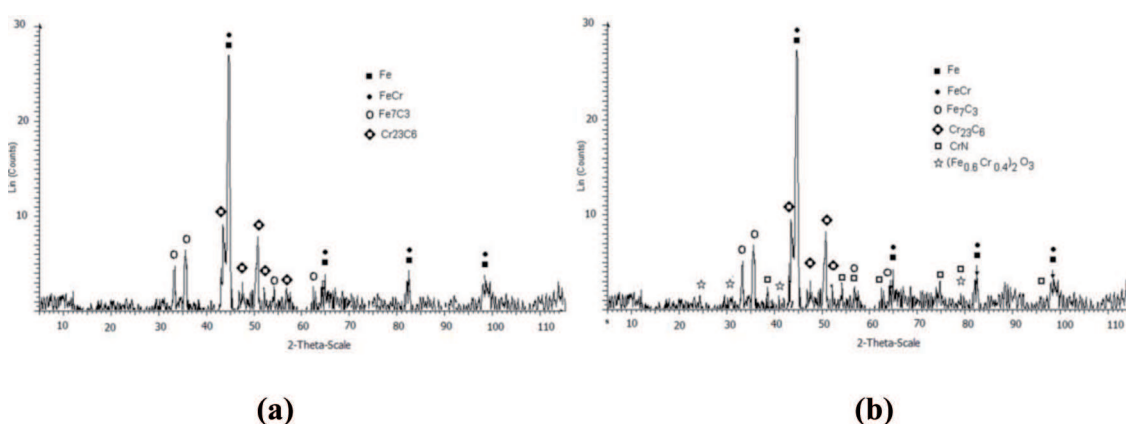 30
20
10
Lin (Counts)
Fe
FeCr
Fe7C3
Cr23C6
10 20 30 40 50 60 70 80 90 100 110
2-Theta-Scale
(a)
30
20
10
Lin (Counts)
Fe
FeCr
Fe7C3
Cr23C6
CrN
(Fe0.6Cr0.4)2O3
10 20 30 40 50 60 70 80 90 100 110
2-Theta-Scale
(b)